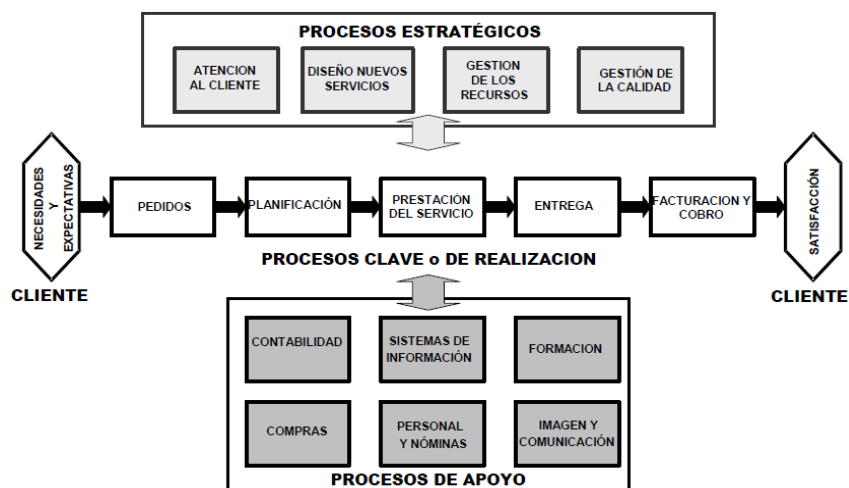 PROCESOS ESTRATÉGICOS
ATENCION
AL CLIENTE
DISEÑO NUEVOS
SERVICIOS
GESTION
DE LOS
RECURSOS
GESTIÓN DE
LA CALIDAD
NECESIDADES
Y
EXPECTATIVAS
PEDIDOS
PLANIFICACIÓN
PRESTACIÓN
DEL SERVICIO
ENTREGA
FACTURACION Y
COBRO
SATISFACCIÓN
CLIENTE
PROCESOS CLAVE o DE REALIZACION
CLIENTE
CONTABILIDAD
SISTEMAS DE
INFORMACIÓN
FORMACION
COMPRAS
PERSONAL
Y NÓMINAS
IMAGEN Y
COMUNICACIÓN
PROCESOS DE APOYO